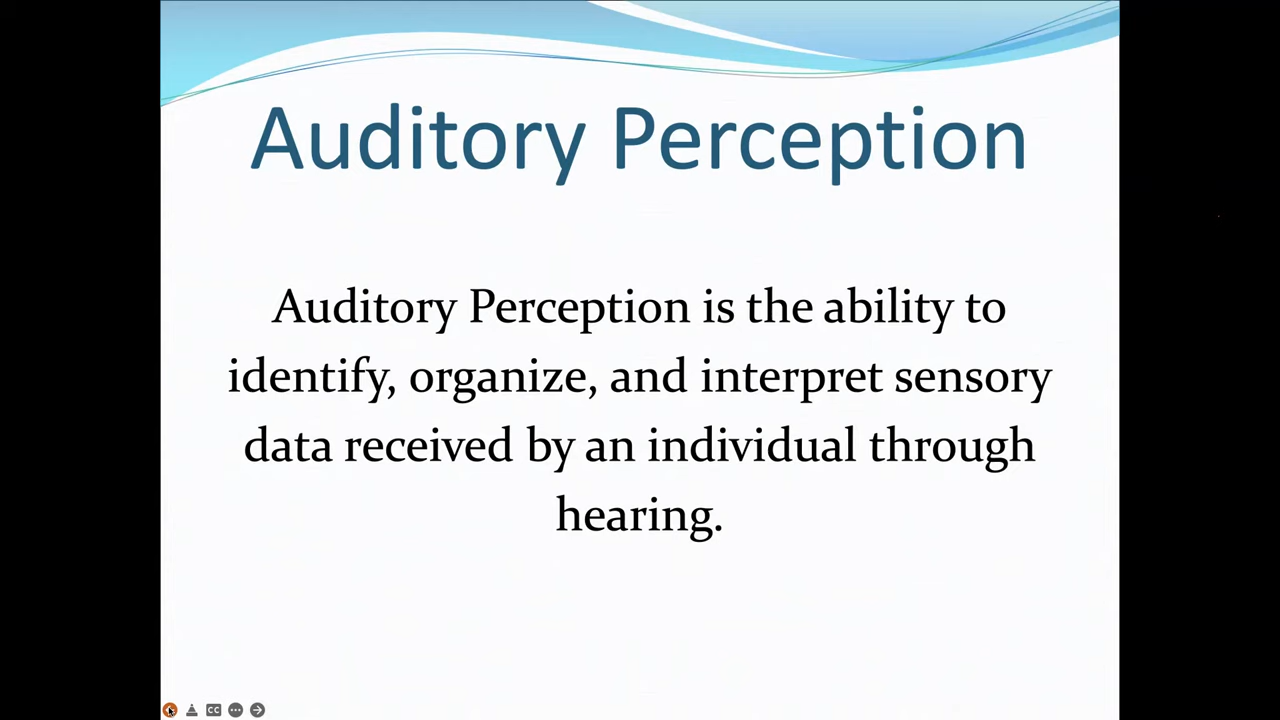 Auditory Perception
Auditory Perception is the ability to
identify, organize, and interpret sensory
data received by an individual through
hearing.
CC